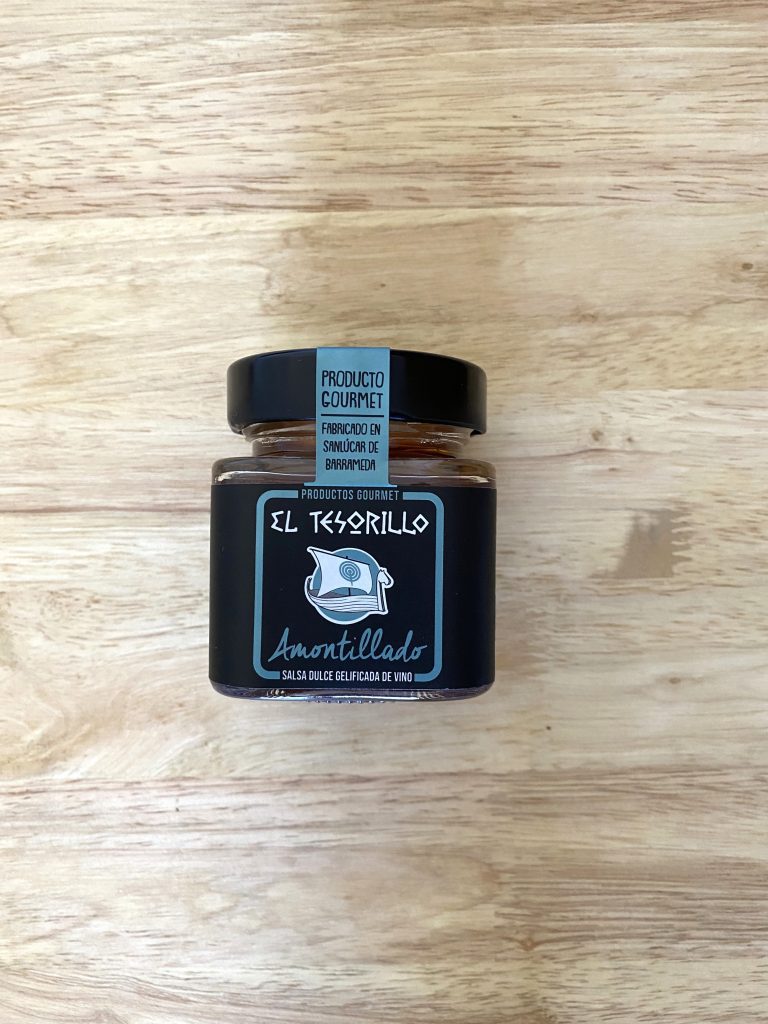 PRODUCTO
GOURMET
FABRICADO EN
SANLÚCAR DE
BARRAMEDA
PRODUCTOS GOURMET
EL TESORILLO
Amontillado
SALSA DULCE GELIFICADA DE VINO